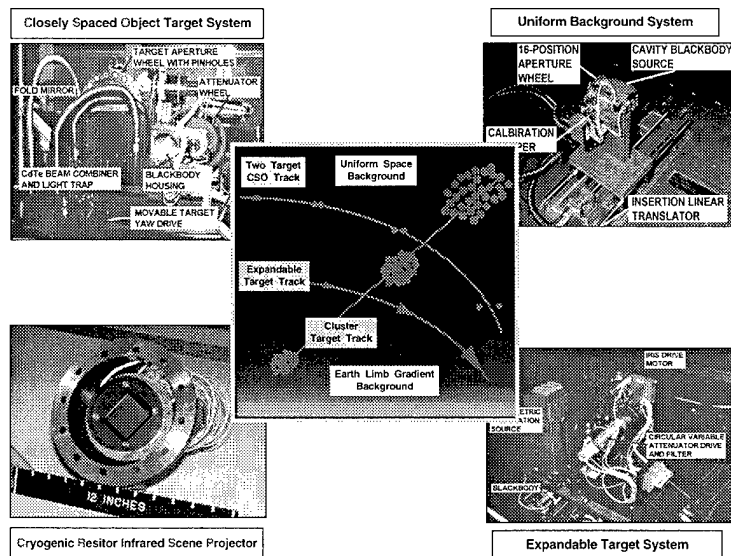 Closely Spaced Object Target System
TARGET APERTURE
WHEEL WITH PINHOLES
ATTENUATOR
WHEEL
FOLD MIRROR
CdTe BEAM COMBINER
AND LIGHT TRAP
BLACKBODY
HOUSING
MOVABLE TARGET
YAW DRIVE
Uniform Background System
16-POSITION
APERTURE
WHEEL
CAVITY BLACKBODY
SOURCE
CALBIRATION
PER
INSERTION LINEAR
TRANSLATOR
Two Target
CSO Track
Uniform Space
Background
Expandable
Target Track
Cluster
Target Track
Earth Limb Gradient
Background
12 INCHES
Cryogenic Resitor Infrared Scene Projector
IRIS DRIVE
MOTOR
ETRIC
SOURCE
CIRCULAR VARIABLE
ATTENUATOR DRIVE
AND FILTER
BLACKBODY
Expandable Target System